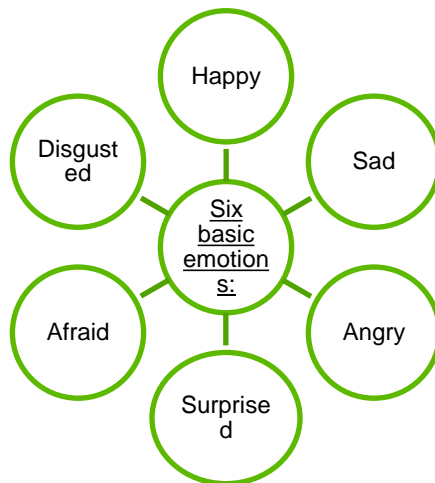 Happy
Disgust
ed
Sad
Six
basic
emotion
s:
Afraid
Angry
Surprise
d